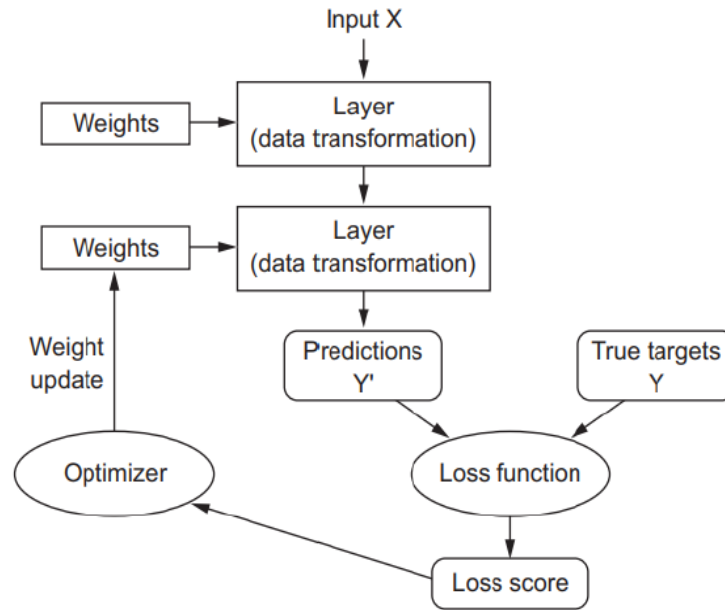 Input X
Weights
Layer
(data transformation)
Weights
Layer
(data transformation)
Weight
update
Predictions
Y'
True targets
Y
Optimizer
Loss function
Loss score